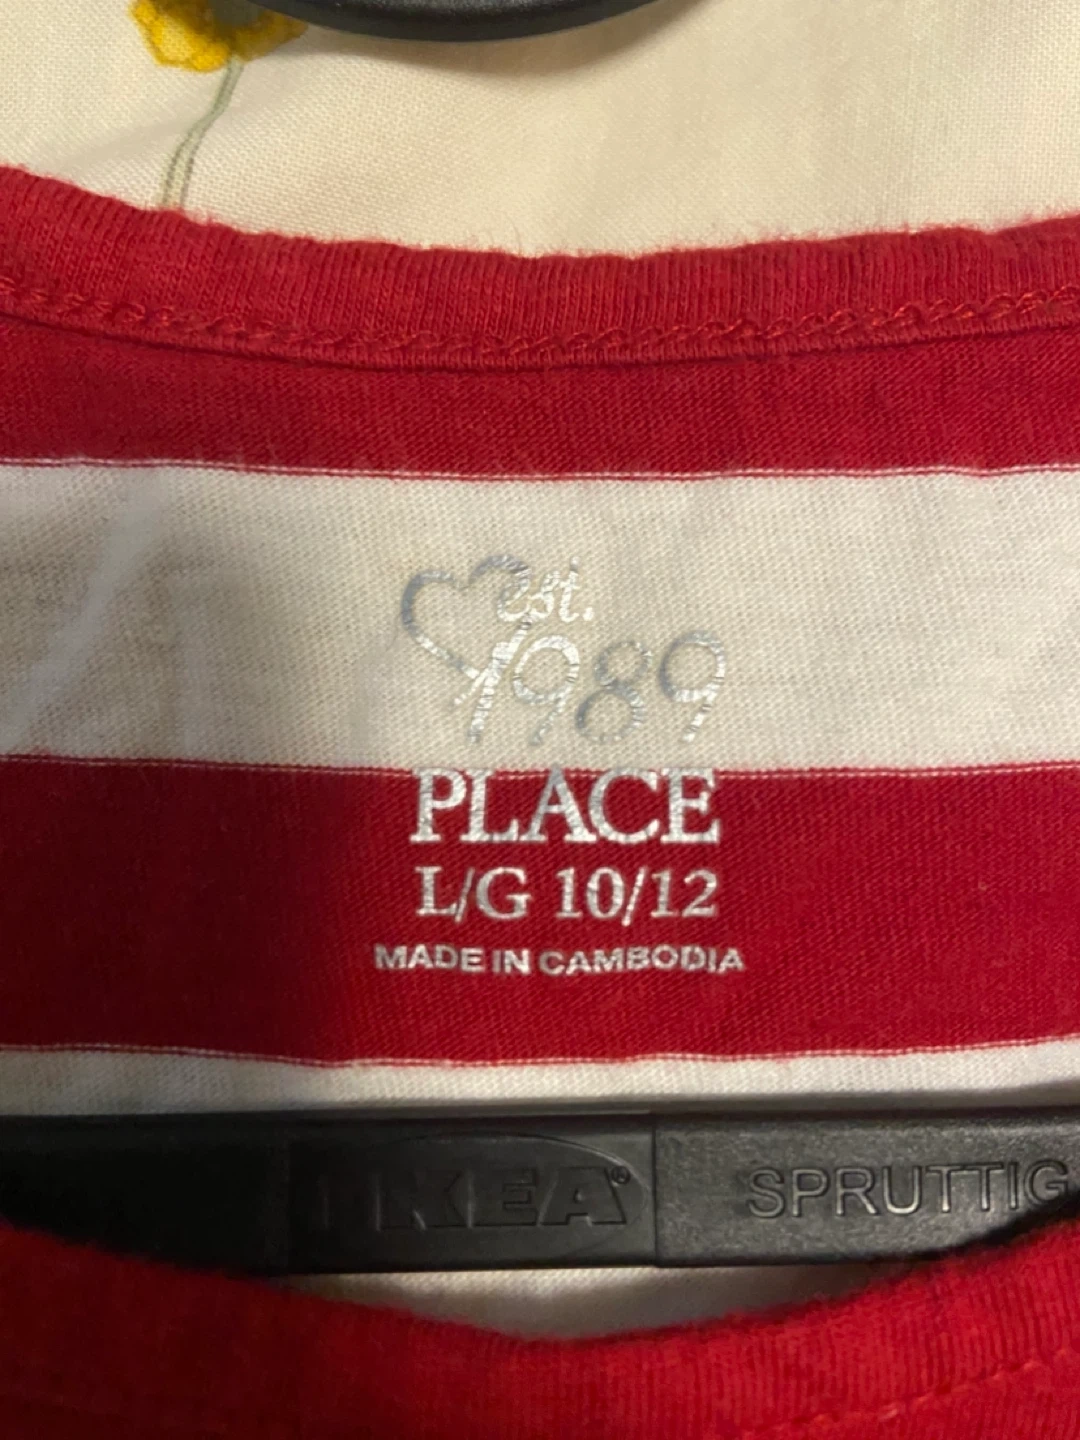 est.
1989
PLACE
L/G 10/12
MADE IN CAMBODIA
IKEA® SPRUTTIG